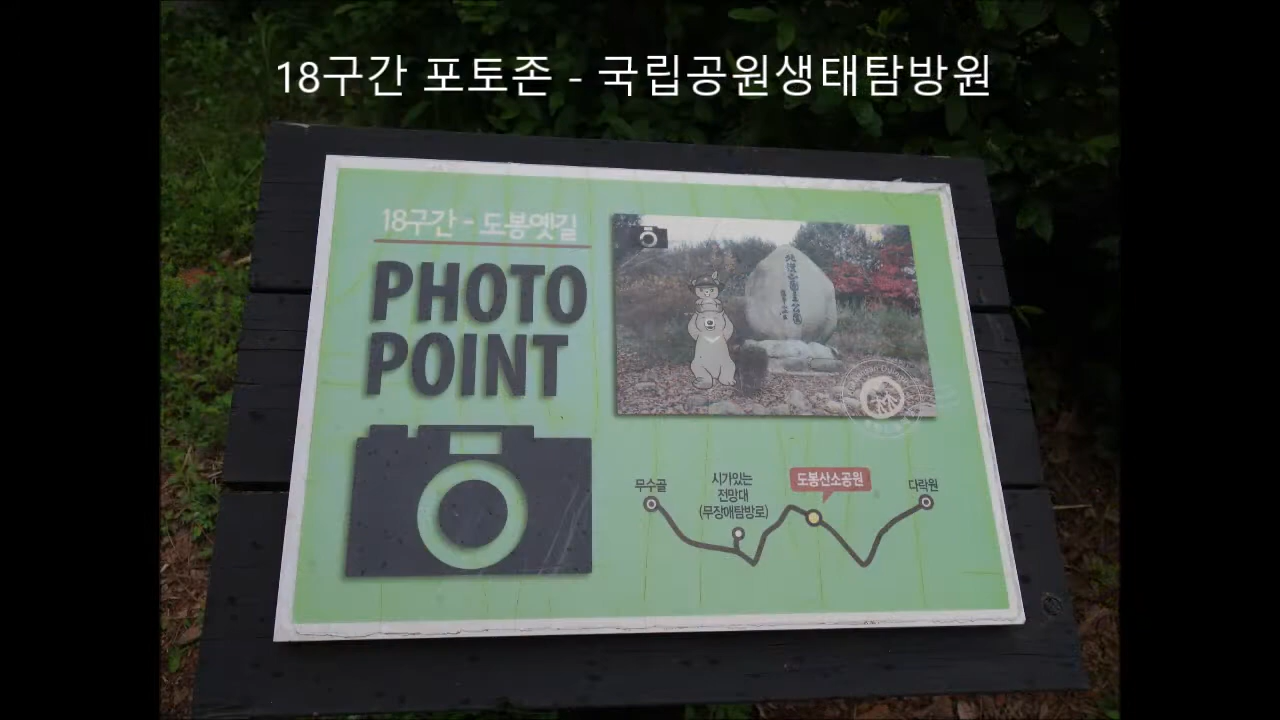 18구간 포토존 - 국립공원생태탐방원
18구간 - 도봉옛길
PHOTO
POINT
무수골
시가있는
전망대
(무장애탐방로)
도봉산소공원
다락원